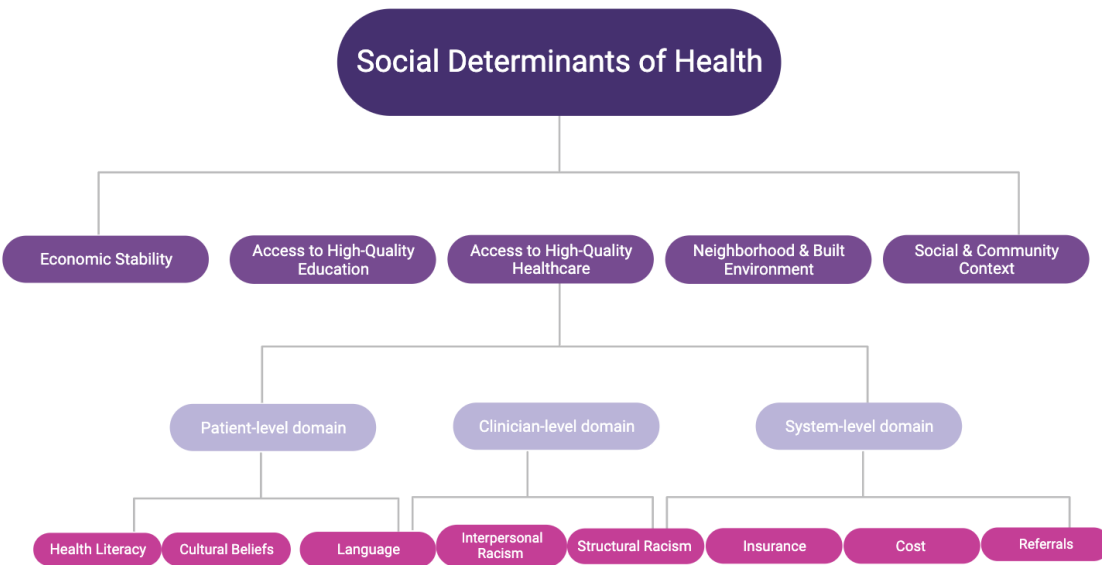 Social Determinants of Health
Economic Stability
Access to High-Quality
Education
Access to High-Quality
Healthcare
Neighborhood & Built
Environment
Social & Community
Context
Patient-level domain
Clinician-level domain
System-level domain
Health Literacy
Cultural Beliefs
Language
Interpersonal
Racism
Structural Racism
Insurance
Cost
Referrals